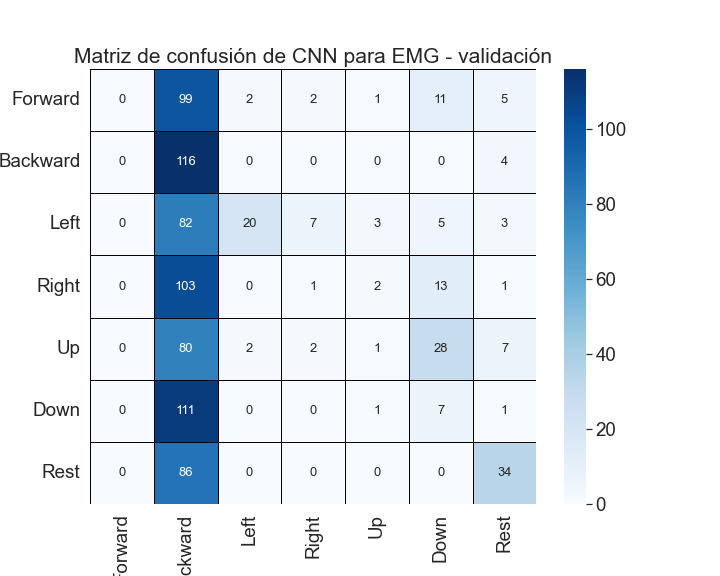 Matriz de confusión de CNN para EMG - validación
Forward 0 99 2 2 1 11 5
Backward 0 116 0 0 0 0 4
Left 0 82 20 7 3 5 3
Right 0 103 0 1 2 13 1
Up 0 80 2 2 1 28 7
Down 0 111 0 0 1 7 1
Rest 0 86 0 0 0 0 34
Forward
ckward
Left
Right
Up
Down
Rest
100
80
60
40
20
0